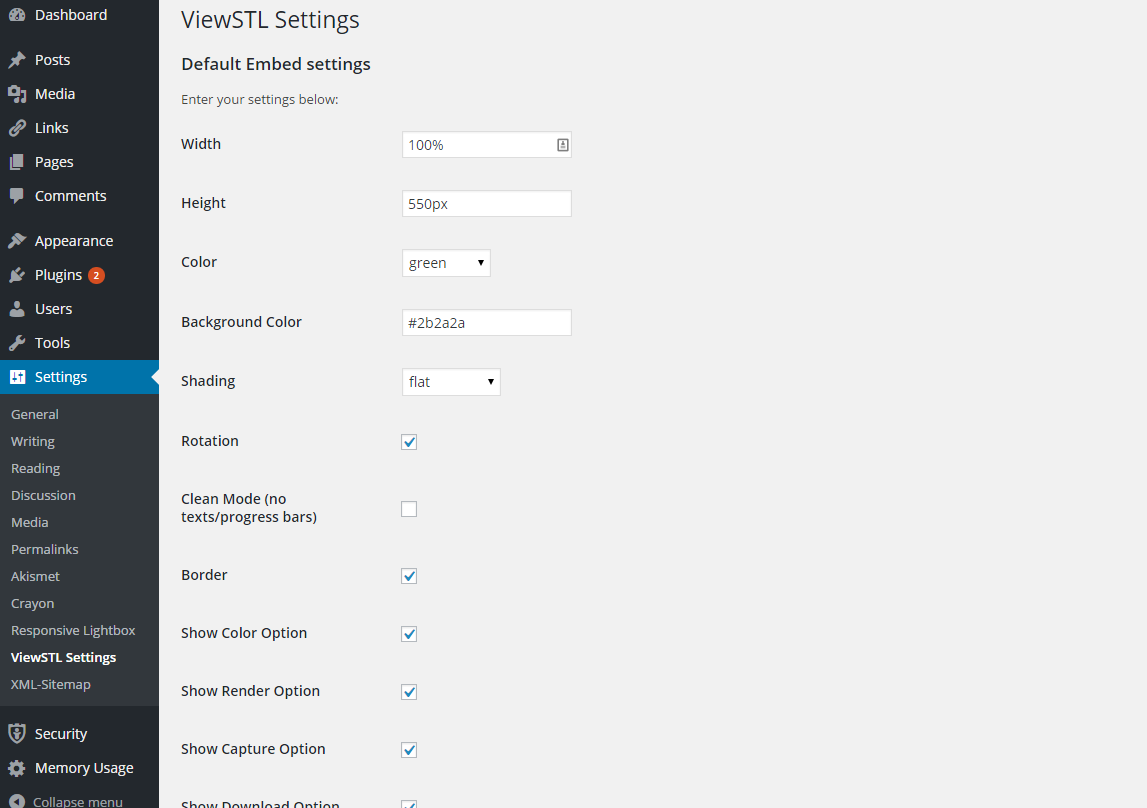 Dashboard
Posts
Media
Links
Pages
Comments
Appearance
Plugins 2
Users
Tools
Settings
General
Writing
Reading
Discussion
Media
Permalinks
Akismet
Crayon
Responsive Lightbox
ViewSTL Settings
XML-Sitemap
Security
Memory Usage
Collapse menu
ViewSTL Settings
Default Embed settings
Enter your settings below:
Width 100%
Height 550px
Color green
Background Color #2b2a2a
Shading flat
Rotation
Clean Mode (no
texts/progress bars)
Border
Show Color Option
Show Render Option
Show Capture Option
Show Download Option